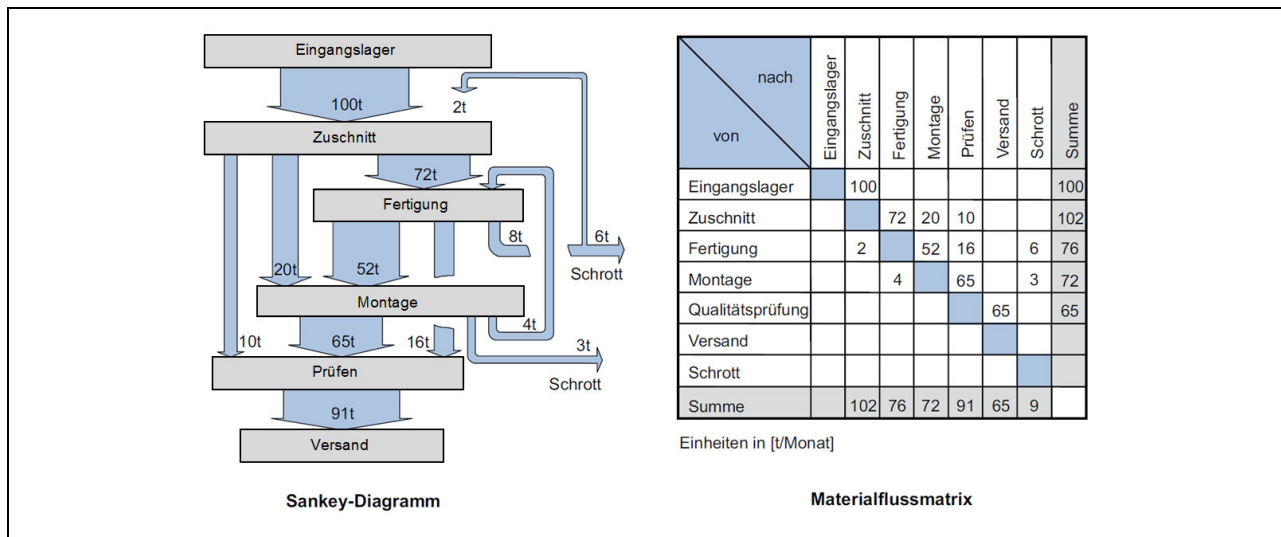 Eingangslager
100t
2t
Zuschnitt
72t
Fertigung
8t
6t
Schrott
20t
52t
Montage
4t
10t
65t
16t
3t
Schrott
Prüfen
91t
Versand
Sankey-Diagramm
nach
von
Eingangslager
Zuschnitt
Fertigung
Montage
Prüfen
Versand
Schrott
Summe
Eingangslager 100 100
Zuschnitt 72 20 10 102
Fertigung 2 52 16 6 76
Montage 4 65 3 72
Qualitätsprüfung 65 65
Versand
Schrott
Summe 102 76 72 91 65 9
Einheiten in [t/Monat]
Materialflussmatrix